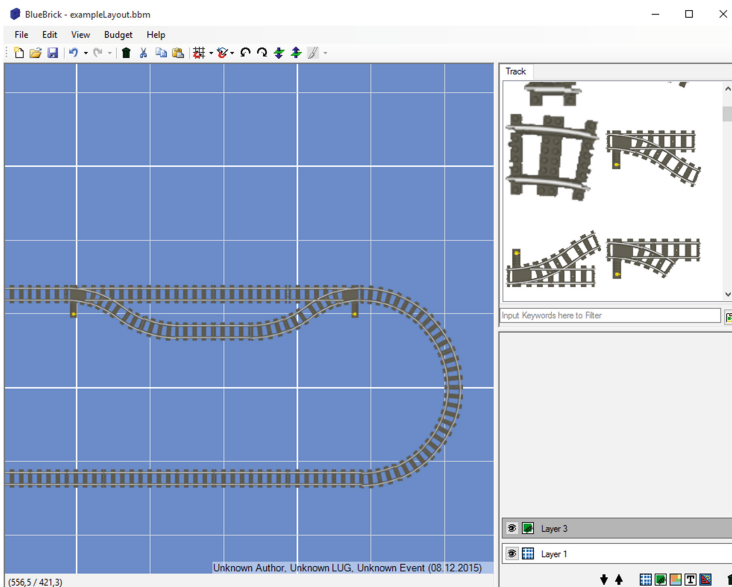 BlueBrick - exampleLayout.bbm
File Edit View Budget Help
Track
Input Keywords here to Filter
Layer 3
Layer 1
Unknown Author, Unknown LUG, Unknown Event (08.12.2015)
(556,5 / 421,3)
T